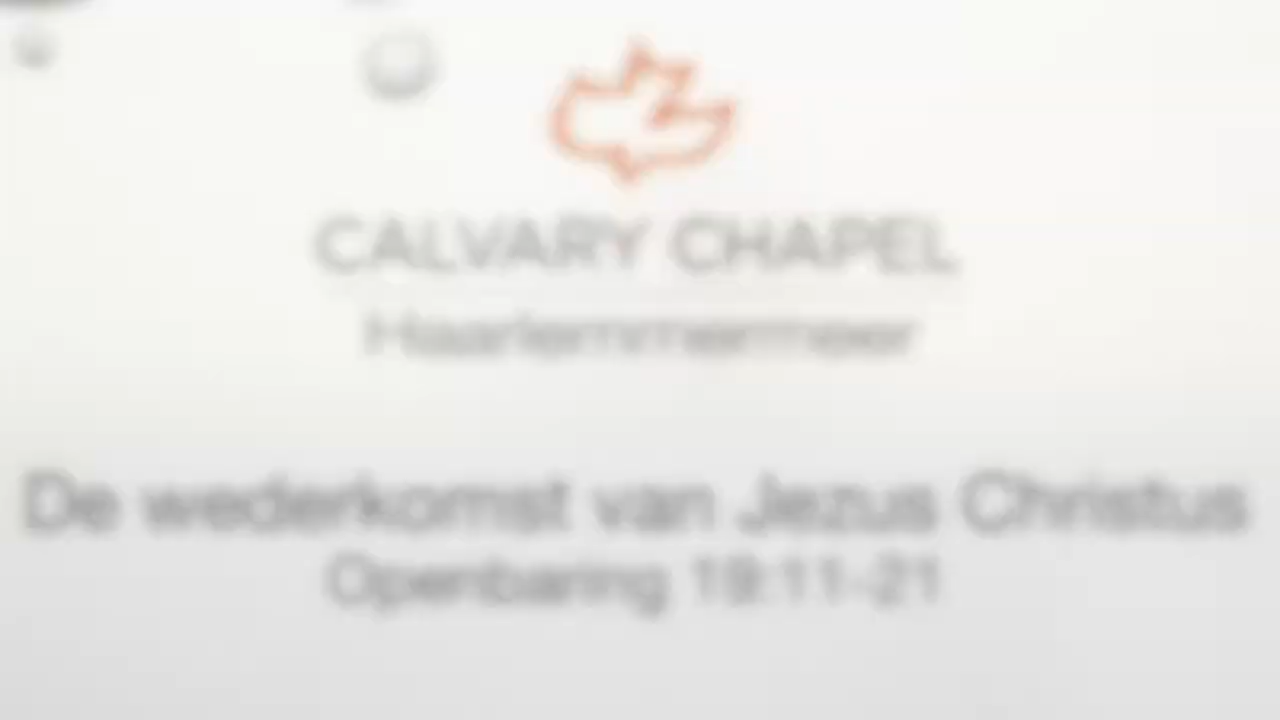 CALVARY CHAPEL
Haarlemmermeer
De wederkomst van Jezus Christus
Openbaring 19:11-21